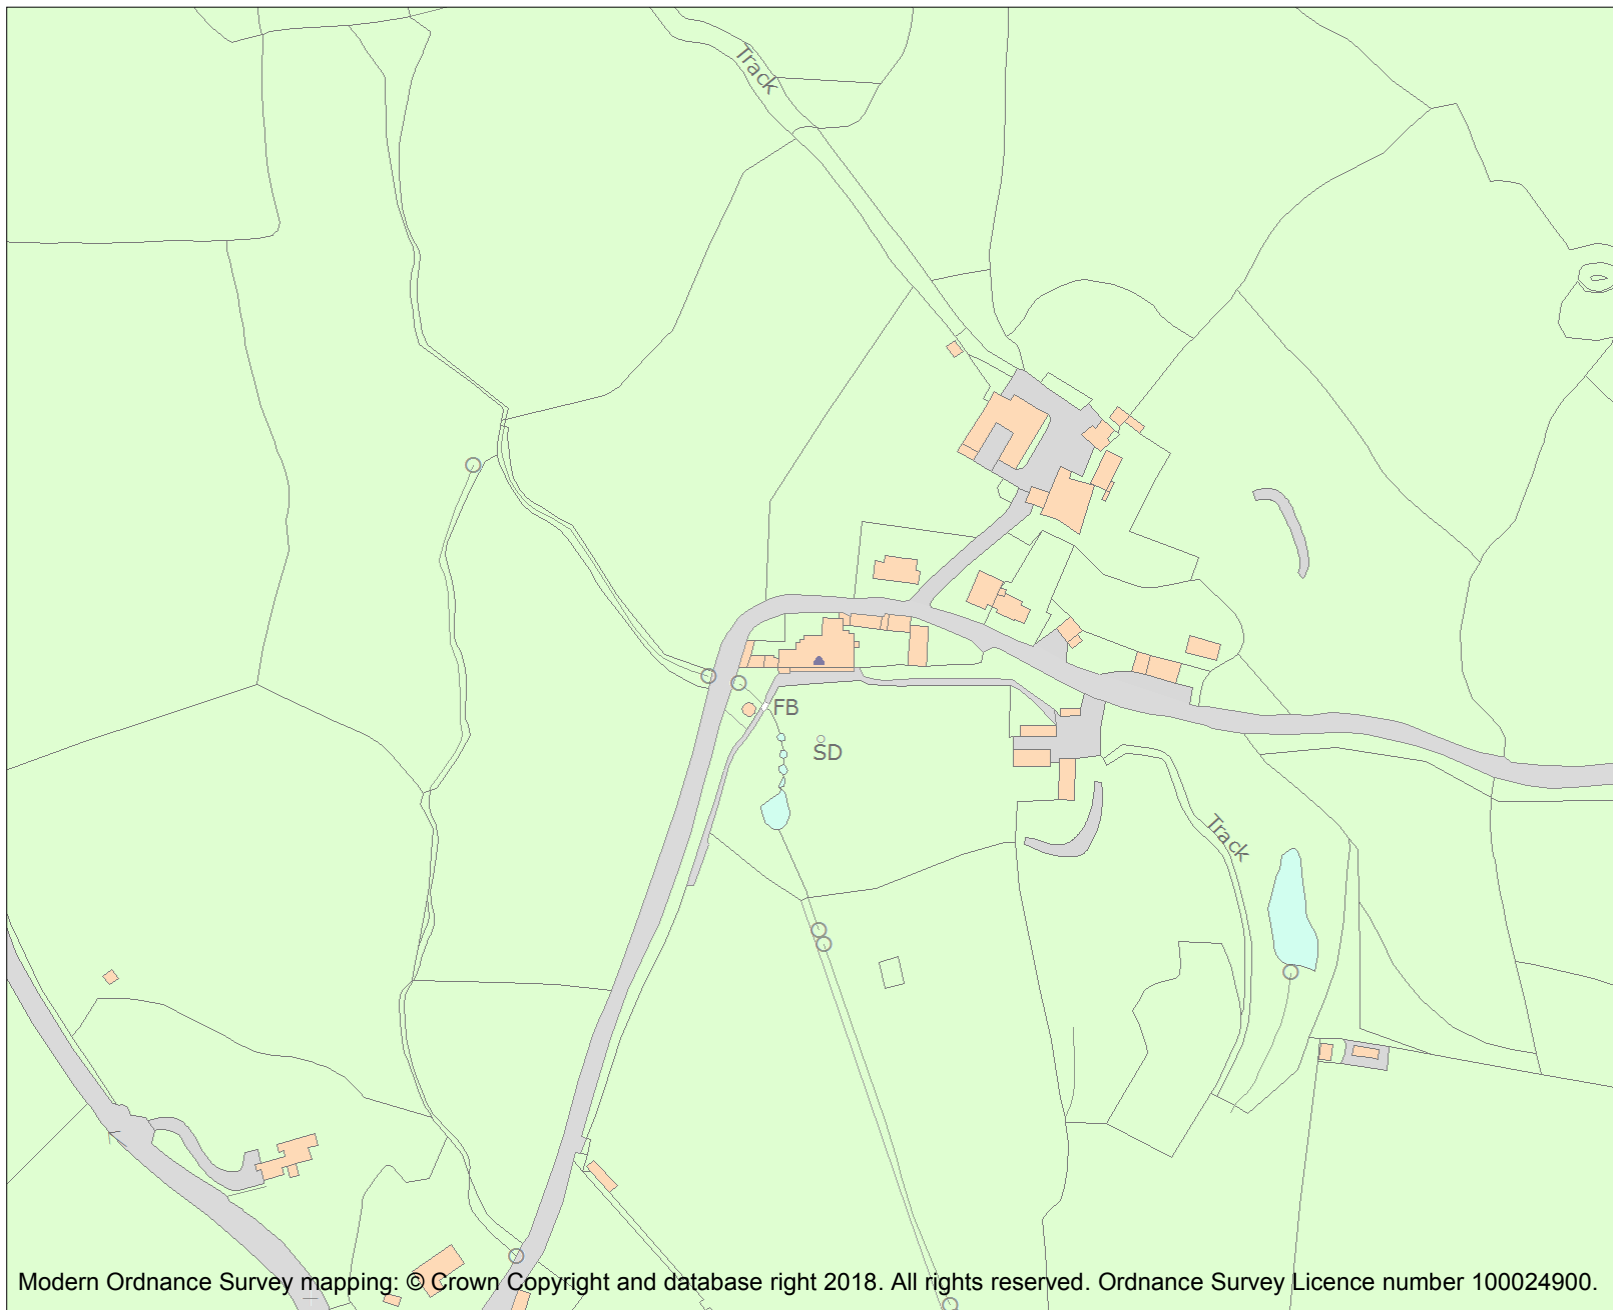 Track
FB
SD
Track
Modern Ordnance Survey mapping: © Crown Copyright and database right 2018. All rights reserved. Ordnance Survey Licence number 100024900.